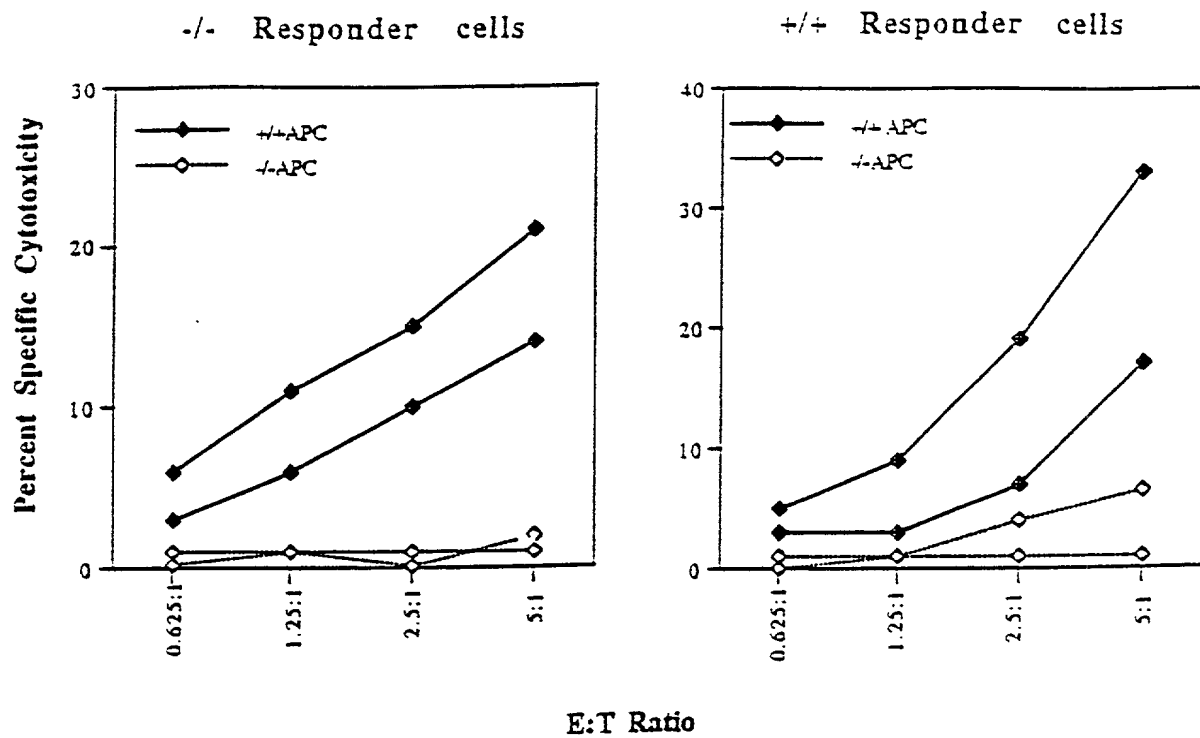 -/- Responder cells
+/+ Responder cells
Percent Specific Cytotoxicity
30
20
10
0
+/+APC
-/-APC
0.625:1
1.25:1
2.5:1
5:1
40
30
20
10
0
+/+ APC
-/-APC
0.625:1
1.25:1
2.5:1
5:1
E:T Ratio